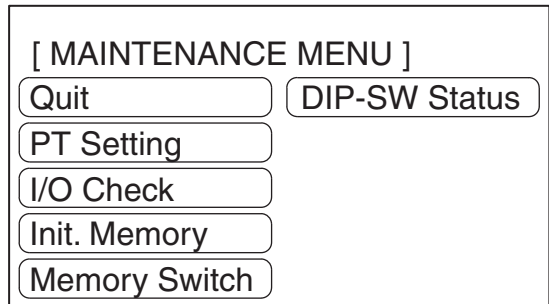 [ MAINTENANCE MENU ]
Quit
DIP-SW Status
PT Setting
I/O Check
Init. Memory
Memory Switch